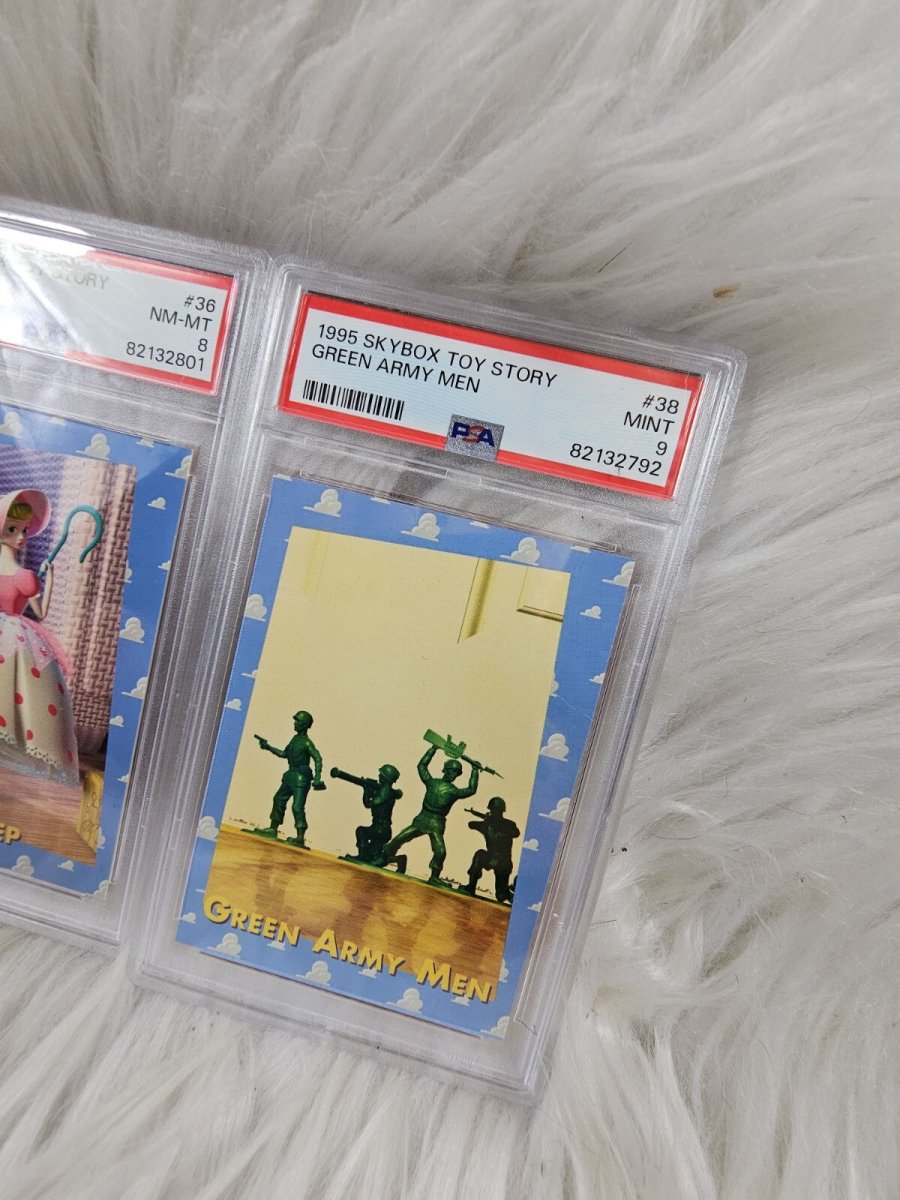 STORY
#36
NM-MT
8
82132801
EP
1995 SKYBOX TOY STORY
GREEN ARMY MEN
#38
MINT
9
PSA
82132792
GREEN ARMY MEN